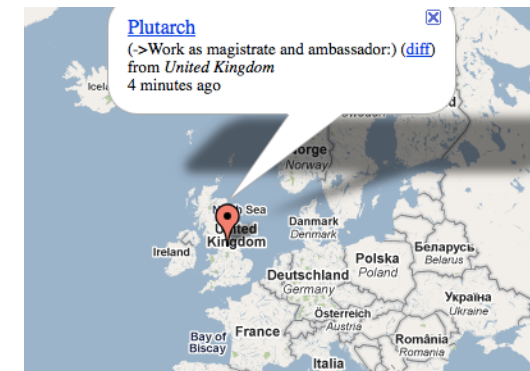 Plutarch
(->Work as magistrate and ambassador:) (diff)
from United Kingdom
4 minutes ago
Norway
North Sea
United
Kingdom
Ireland
Danmark
Denmark
Беларусь
Belarus
Polska
Poland
Deutschland
Germany
Україна
Ukraine
Österreich
Austria
Bay of
Biscay
France
România
Romania
Italia